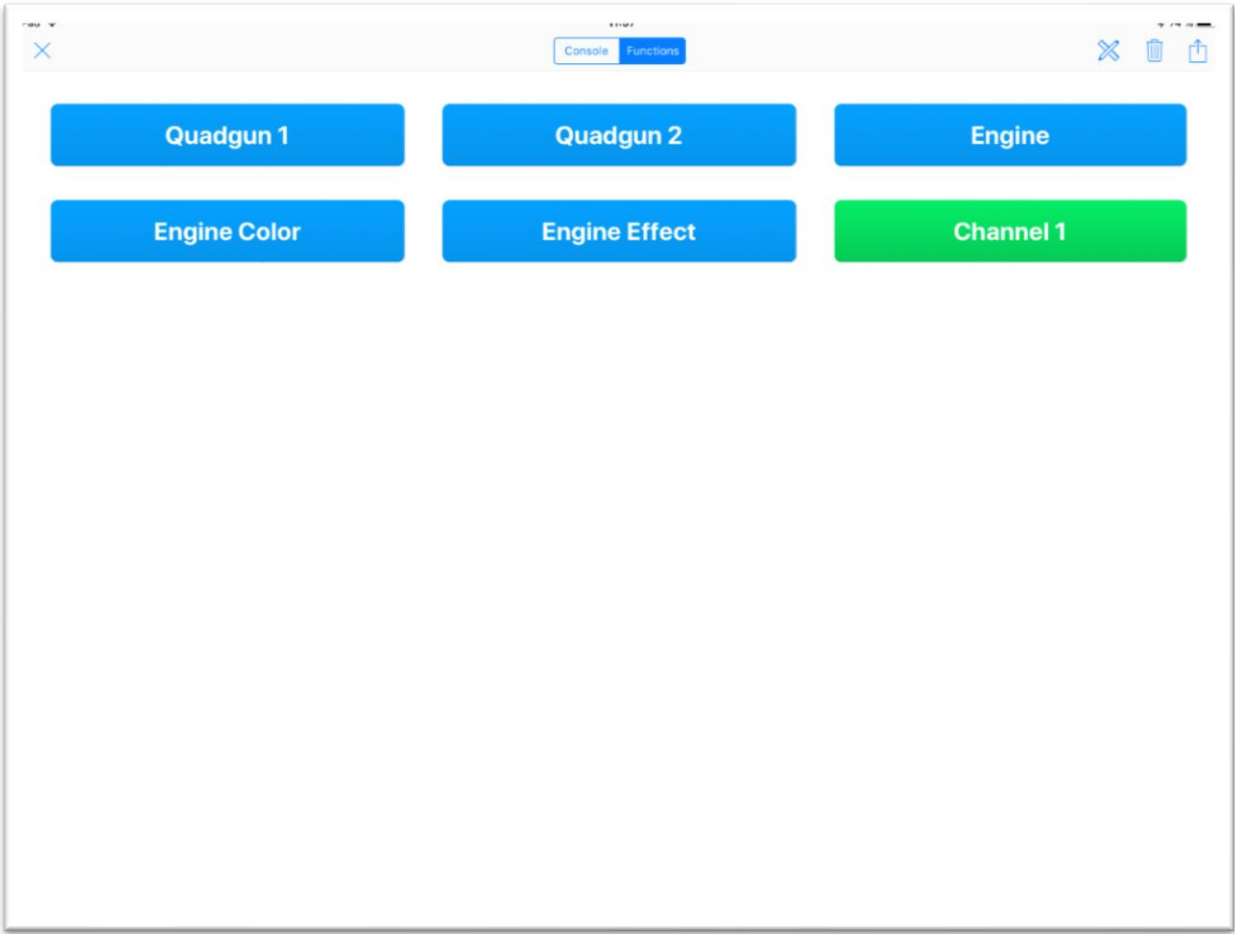 Console Functions
Quadgun 1 Quadgun 2 Engine
Engine Color Engine Effect Channel 1